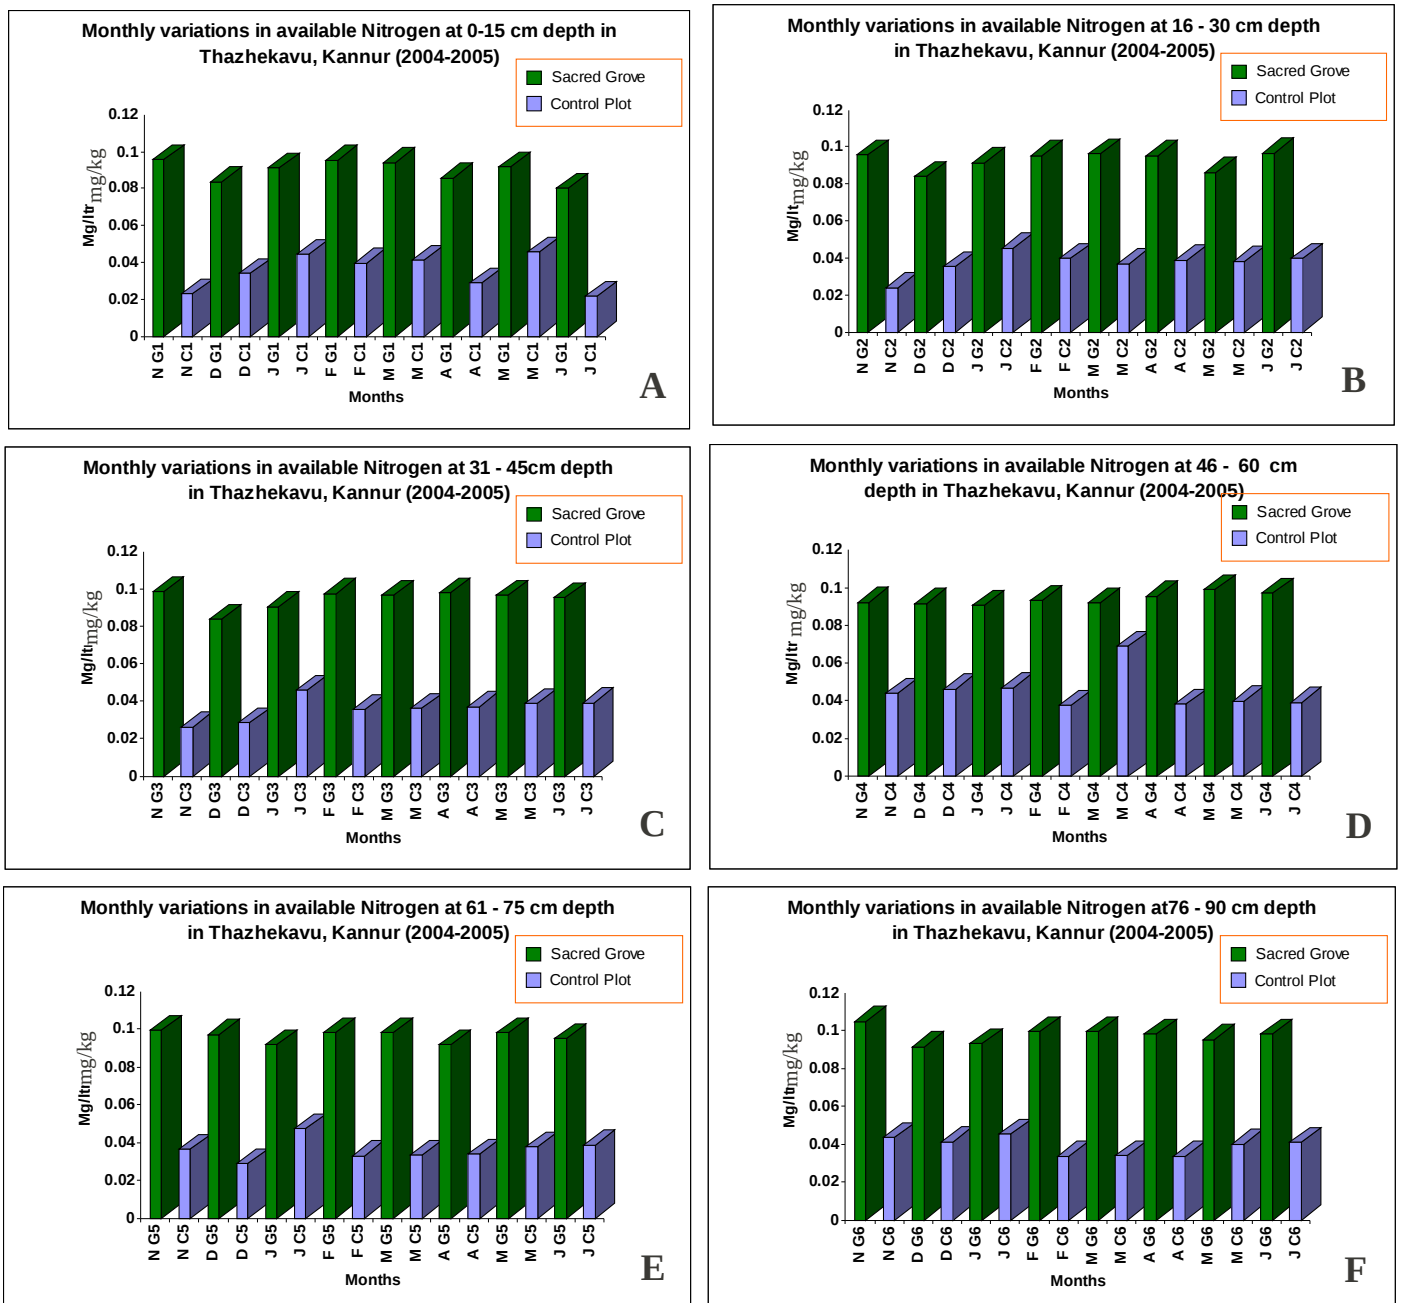 Monthly variations in available Nitrogen at 0-15 cm depth in
Thazhekavu, Kannur (2004-2005)
Sacred Grove
Control Plot
0.12
0.1
0.08
0.06
0.04
0.02
0
Mg/ltr mg/kg
N G1 N C1 D G1 D C1 J G1 J C1 F G1 F C1 M G1 M C1 A G1 A C1 M G1 M C1 J G1 J C1
Months
A
Monthly variations in available Nitrogen at 16 - 30 cm depth
in Thazhekavu, Kannur (2004-2005)
Sacred Grove
Control Plot
0.12
0.1
0.08
0.06
0.04
0.02
0
Mg/lt mg/kg
N G2 N C2 D G2 D C2 J G2 J C2 F G2 F C2 M G2 M C2 A G2 A C2 M G2 M C2 J G2 J C2
Months
B
Monthly variations in available Nitrogen at 31 - 45cm depth
in Thazhekavu, Kannur (2004-2005)
Sacred Grove
Control Plot
0.12
0.1
0.08
0.06
0.04
0.02
0
Mg/lt mg/kg
N G3 N C3 D G3 D C3 J G3 J C3 F G3 F C3 M G3 M C3 A G3 A C3 M G3 M C3 J G3 J C3
Months
C
Monthly variations in available Nitrogen at 46 - 60 cm
depth in Thazhekavu, Kannur (2004-2005)
Sacred Grove
Control Plot
0.12
0.1
0.08
0.06
0.04
0.02
0
Mg/ltr mg/kg
N G4 N C4 D G4 D C4 J G4 J C4 F G4 F C4 M G4 M C4 A G4 A C4 M G4 M C4 J G4 J C4
Months
D
Monthly variations in available Nitrogen at 61 - 75 cm depth
in Thazhekavu, Kannur (2004-2005)
Sacred Grove
Control Plot
0.12
0.1
0.08
0.06
0.04
0.02
0
Mg/lt mg/kg
N G5 N C5 D G5 D C5 J G5 J C5 F G5 F C5 M G5 M C5 A G5 A C5 M G5 M C5 J G5 J C5
Months
E
Monthly variations in available Nitrogen at76 - 90 cm depth
in Thazhekavu, Kannur (2004-2005)
Sacred Grove
Control Plot
0.12
0.1
0.08
0.06
0.04
0.02
0
Mg/lt mg/kg
N G6 N C6 D G6 D C6 J G6 J C6 F G6 F C6 M G6 M C6 A G6 A C6 M G6 M C6 J G6 J C6
Months
F